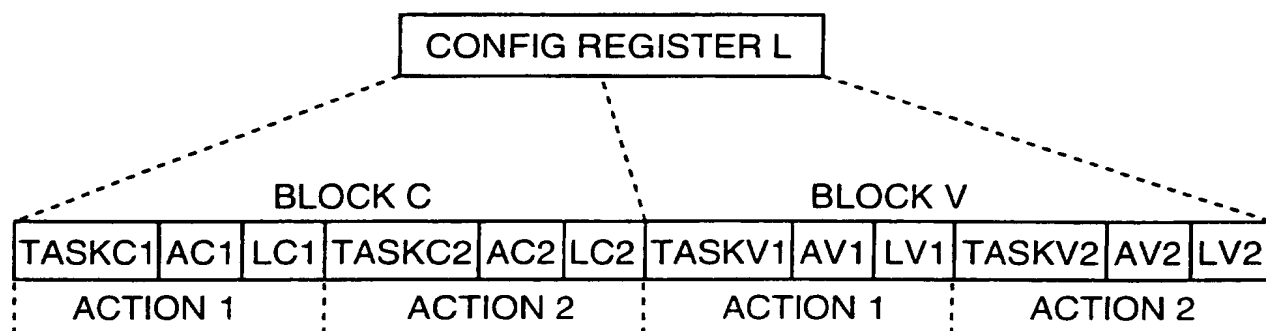 CONFIG REGISTER L
BLOCK C BLOCK V
TASKC1 AC1 LC1 TASKC2 AC2 LC2 TASKV1 AV1 LV1 TASKV2 AV2 LV2
ACTION 1 ACTION 2 ACTION 1 ACTION 2